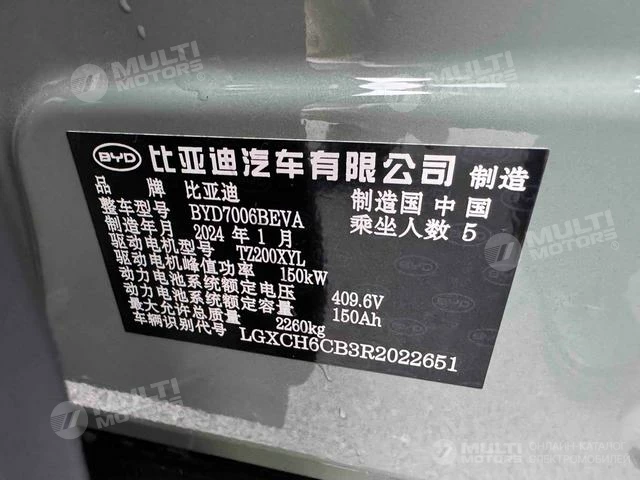 MULTI MOTORS
MULTI MOTORS
BYD 比亚迪汽车有限公司 制造
品牌 比亚迪 制造国 中国
整车型号 BYD7006BEVA 乘坐人数 5
制造年月 2024 年 1 月
驱动电机型号 TZ200XYL
驱动电机峰值功率 150kW
动力电池系统额定电压 409.6V
动力电池系统额定容量 150Ah
最大允许总质量 2260kg
车辆识别代号 LGXCH6CB3R2022651
MULTI MOTORS
MULTI MOTORS
ОНЛАЙН-КАТАЛОГ ЭЛЕКТРОМОБИЛЕЙ